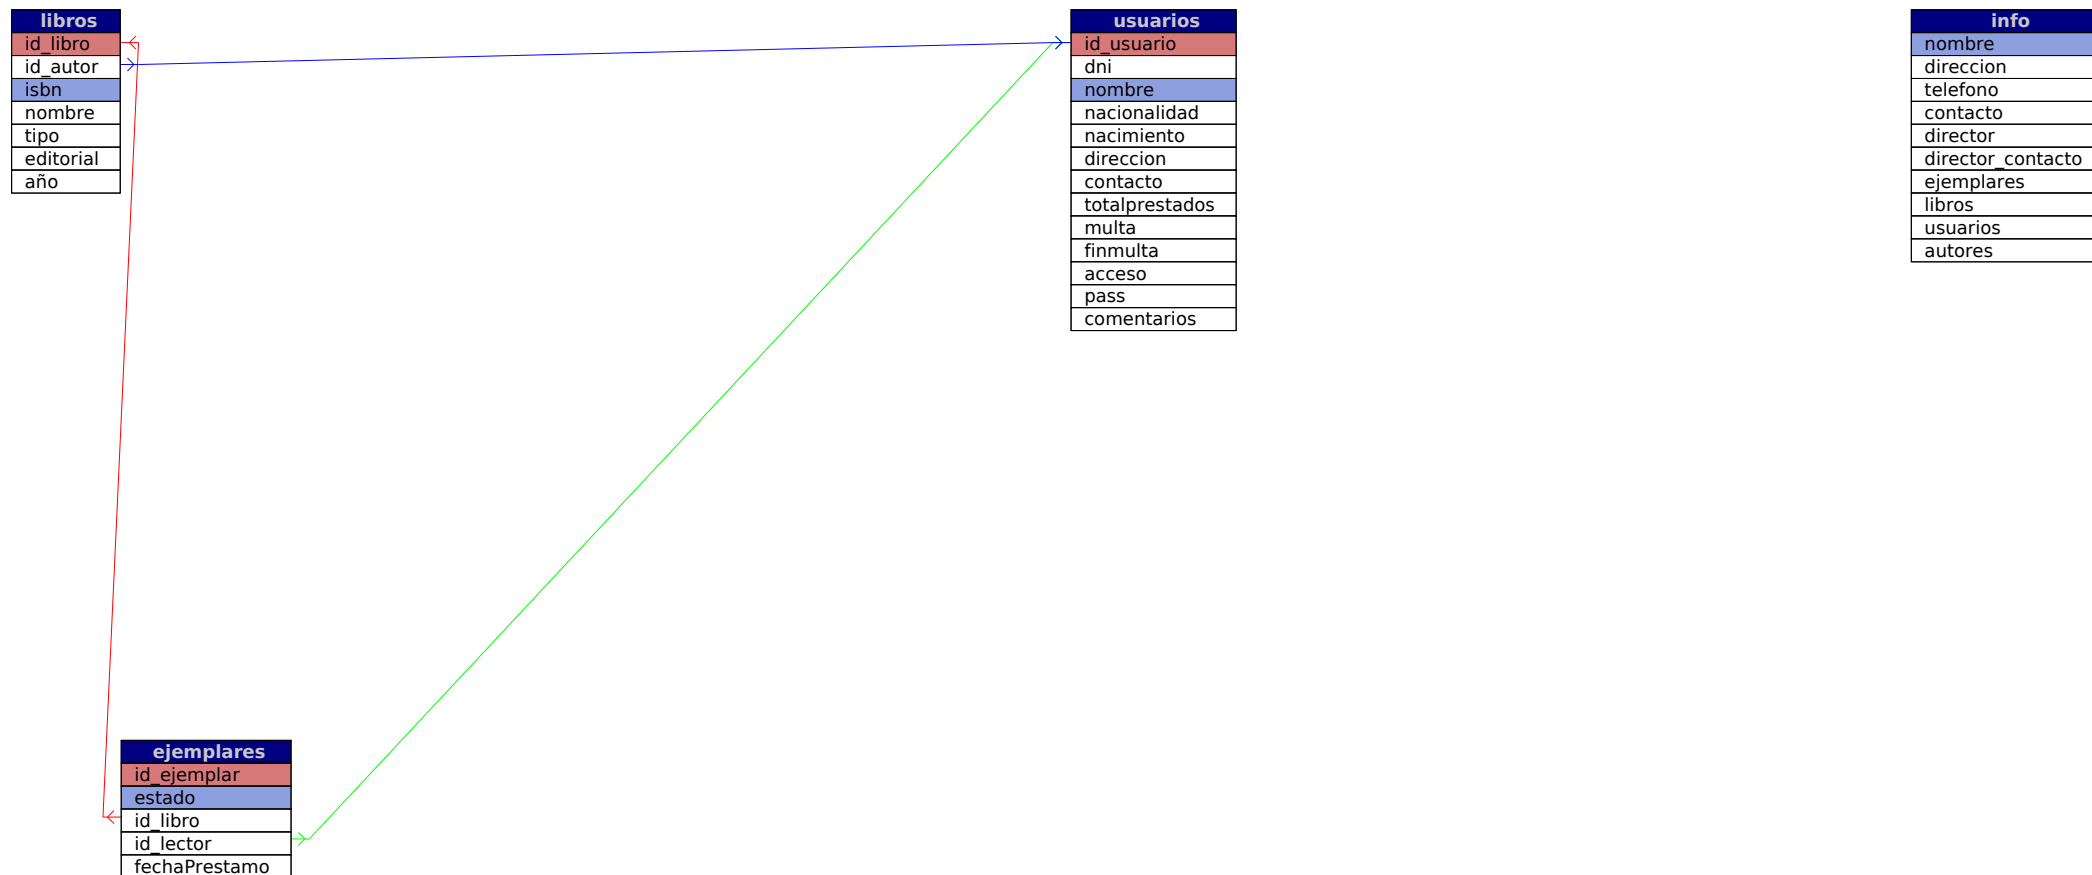 libros
id_libro
id_autor
isbn
nombre
tipo
editorial
año
usuarios
id_usuario
dni
nombre
nacionalidad
nacimiento
direccion
contacto
totalprestados
multa
finmulta
acceso
pass
comentarios
info
nombre
direccion
telefono
contacto
director
director_contacto
ejemplares
libros
usuarios
autores
ejemplares
id_ejemplar
estado
id_libro
id_lector
fechaPrestamo